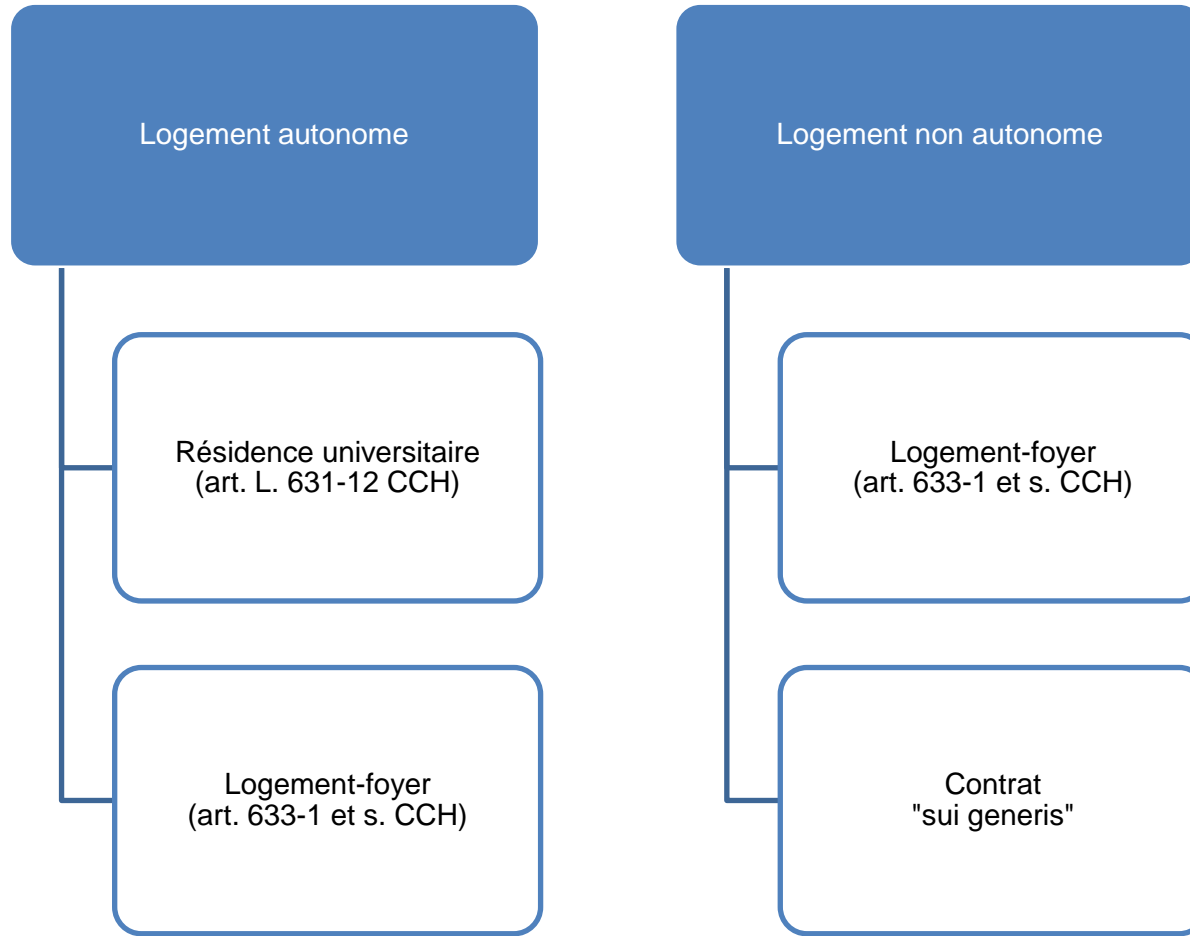 Logement autonome
Résidence universitaire
(art. L. 631-12 CCH)
Logement-foyer
(art. 633-1 et s. CCH)
Logement non autonome
Logement-foyer
(art. 633-1 et s. CCH)
Contrat
"sui generis"